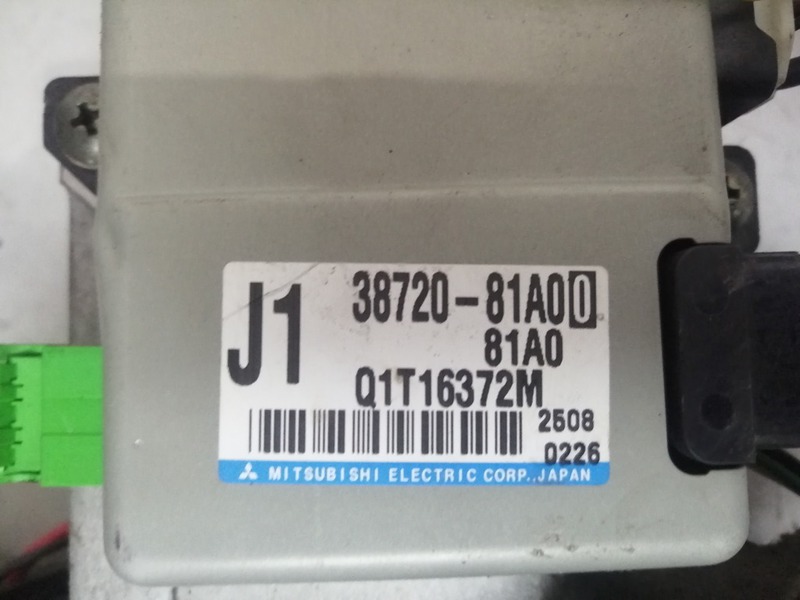 J1
38720-81A00
81A0
Q1T16372M
2508
0226
MITSUBISHI ELECTRIC CORP.,JAPAN